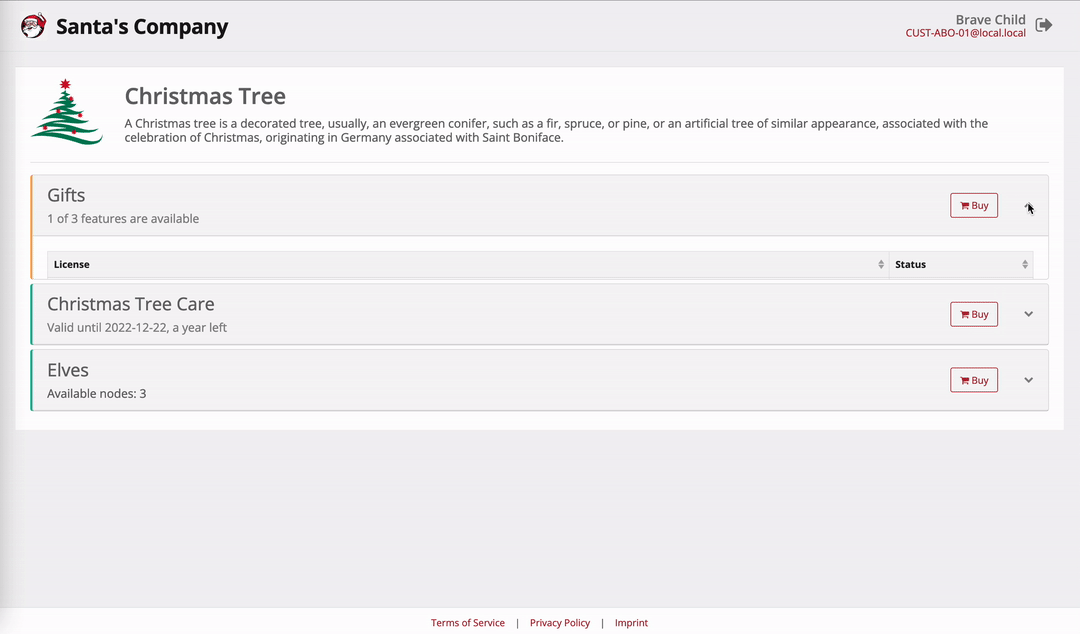 Santa's Company
Brave Child
CUST-ABO-01@local.local
Christmas Tree
A Christmas tree is a decorated tree, usually, an evergreen conifer, such as a fir, spruce, or pine, or an artificial tree of similar appearance, associated with the
celebration of Christmas, originating in Germany associated with Saint Boniface.
Gifts
1 of 3 features are available
Buy
License
Status
Christmas Tree Care
Valid until 2022-12-22, a year left
Buy
Elves
Available nodes: 3
Buy
Terms of Service | Privacy Policy | Imprint